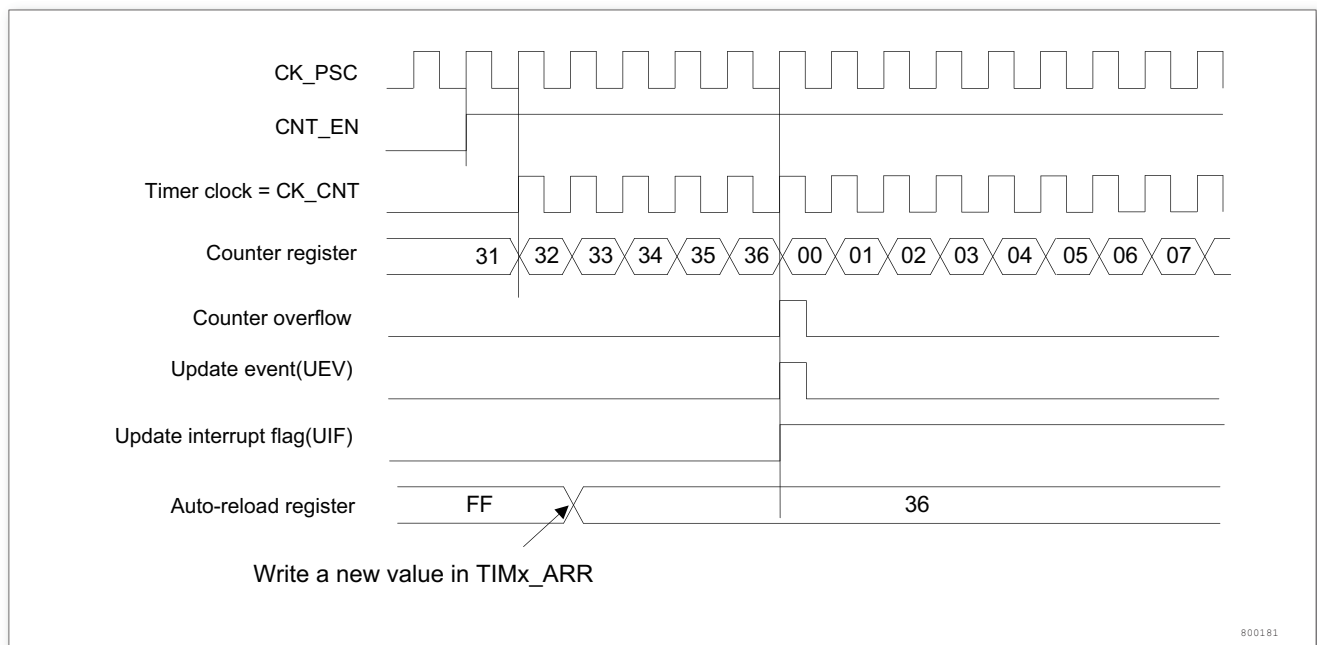 CK_PSC
CNT_EN
Timer clock = CK_CNT
Counter register
31 32 33 34 35 36 00 01 02 03 04 05 06 07
Counter overflow
Update event(UEV)
Update interrupt flag(UIF)
Auto-reload register
FF 36
Write a new value in TIMx_ARR
800181